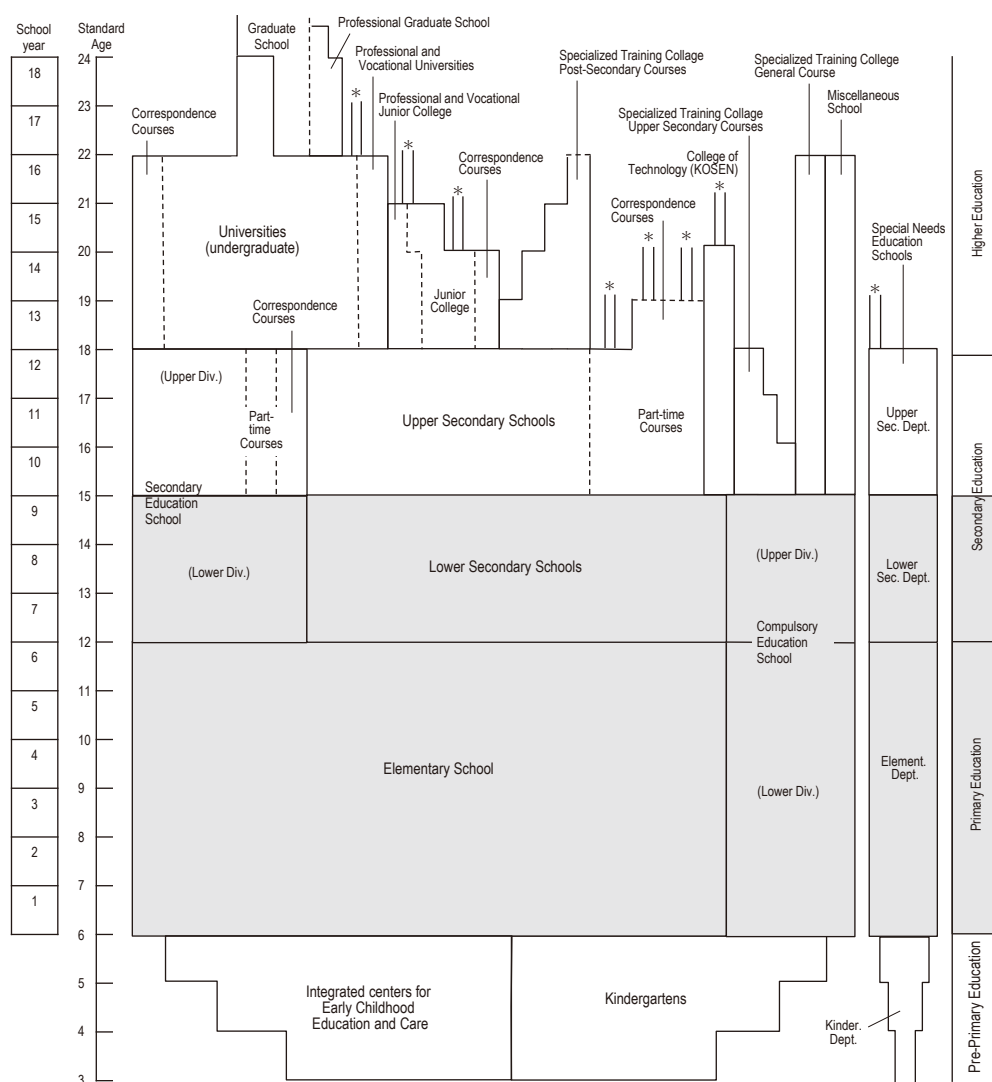 School
year
Standard
Age
18
17
16
15
14
13
12
11
10
9
8
7
6
5
4
3
2
1
24
23
22
21
20
19
18
17
16
15
14
13
12
11
10
9
8
7
6
5
4
3
Graduate
School
Professional Graduate School
Professional and
Vocational Universities
Professional and Vocational
Junior College
Correspondence
Courses
Correspondence
Courses
Specialized Training Collage
Post-Secondary Courses
Specialized Training Collage
Upper Secondary Courses
College of
Technology (KOSEN)
Correspondence
Courses
Specialized Training College
General Course
Miscellaneous
School
Special Needs
Education
Schools
*
*
*
*
*
*
*
*
Universities
(undergraduate)
Correspondence
Courses
Junior
College
(Upper Div.)
Part-
time
Courses
Upper Secondary Schools
Part-time
Courses
Upper
Sec. Dept.
Secondary
Education
School
(Lower Div.)
Lower Secondary Schools
(Upper Div.)
Lower
Sec. Dept.
Compulsory
Education
School
Elementary School
(Lower Div.)
Element.
Dept.
Integrated centers for
Early Childhood
Education and Care
Kindergartens
Kinder.
Dept.
Higher Education
Secondary Education
Primary Education
Pre-Primary Education